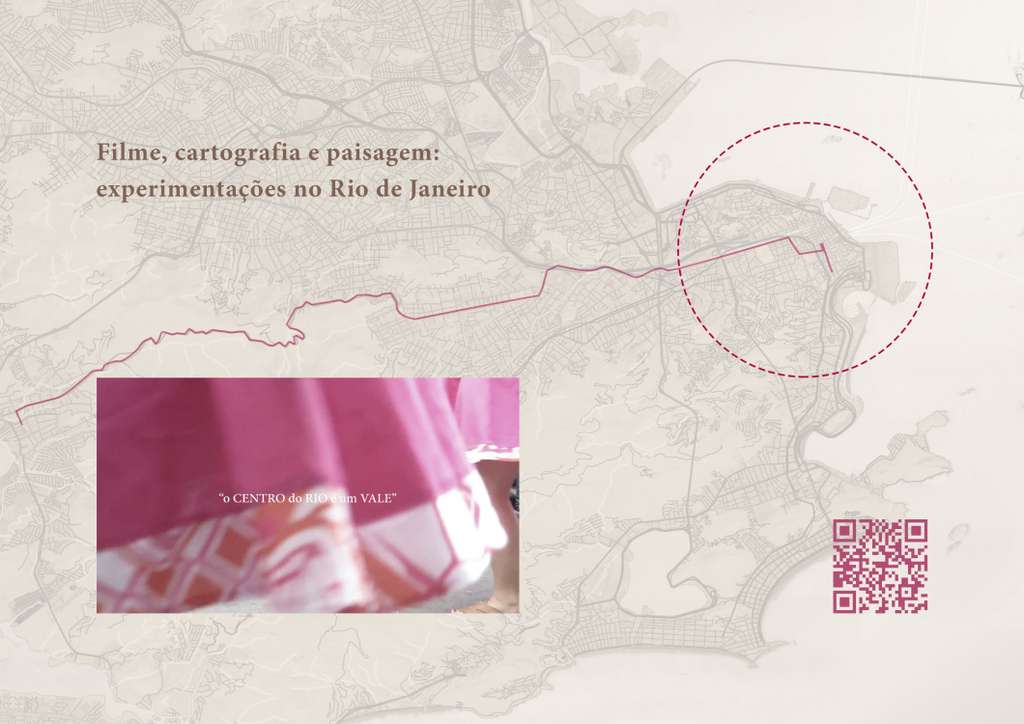 Filme, cartografia e paisagem:
experimentações no Rio de Janeiro
“o CENTRO do RIO é um VALE”